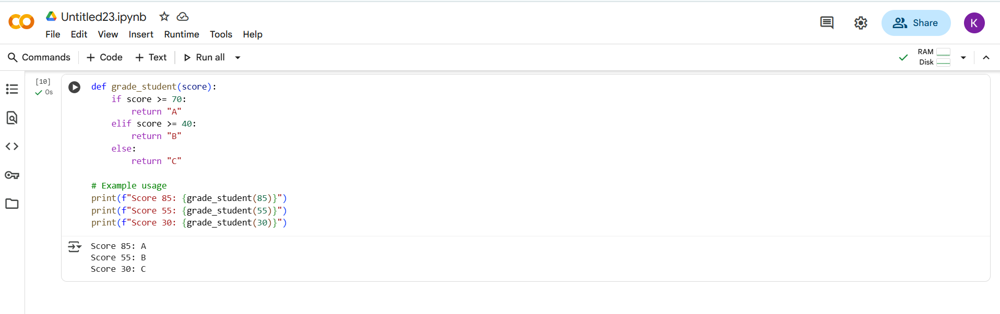 Untitled23.ipynb
File Edit View Insert Runtime Tools Help
Share
K
Commands + Code + Text Run all
RAM
Disk
[10]
0s
def grade_student(score):
    if score >= 70:
        return "A"
    elif score >= 40:
        return "B"
    else:
        return "C"

# Example usage
print(f"Score 85: {grade_student(85)}")
print(f"Score 55: {grade_student(55)}")
print(f"Score 30: {grade_student(30)}")
Score 85: A
Score 55: B
Score 30: C